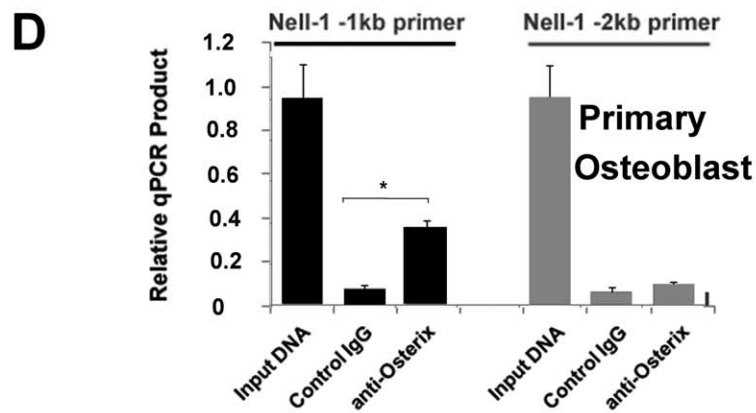 D
Nell-1 -1kb primer
Nell-1 -2kb primer
Relative qPCR Product
1.2
1.0
0.8
0.6
0.4
0.2
0
*
Primary
Osteoblast
Input DNA
Control IgG
anti-Osterix
Input DNA
Control IgG
anti-Osterix